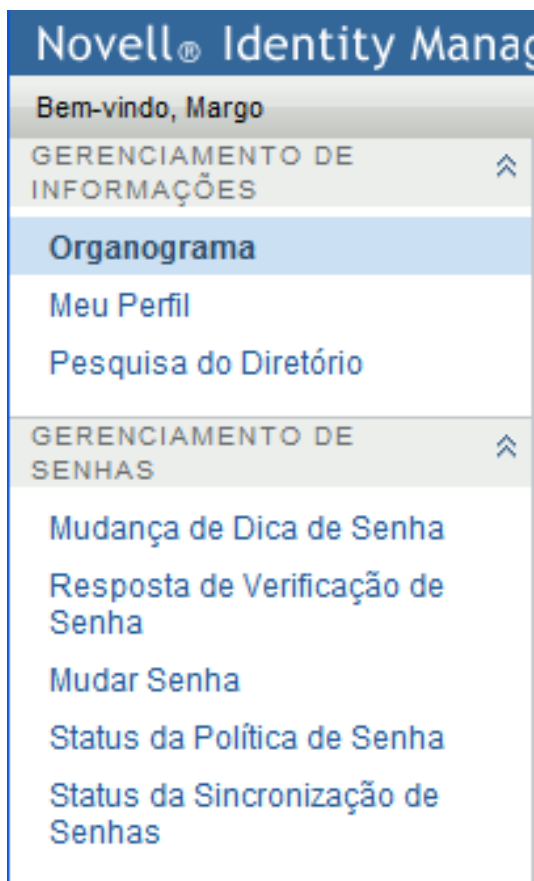 Novell® Identity Manag
Bem-vindo, Margo
GERENCIAMENTO DE
INFORMAÇÕES
Organograma
Meu Perfil
Pesquisa do Diretório
GERENCIAMENTO DE
SENHAS
Mudança de Dica de Senha
Resposta de Verificação de
Senha
Mudar Senha
Status da Política de Senha
Status da Sincronização de
Senhas